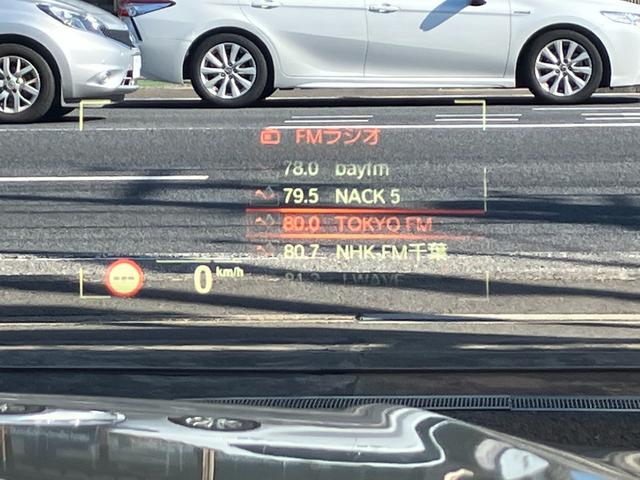 FMラジオ
78.0 bayfm
79.5 NACK 5
80.0 TOKYO FM
80.7 NHK-FM千葉
0 km/h